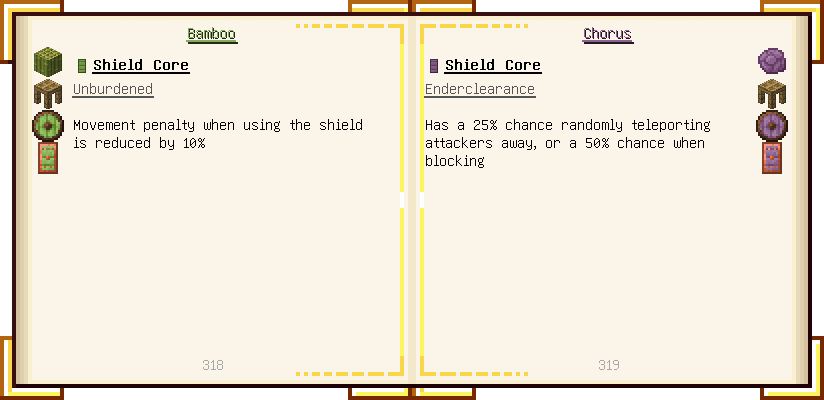 Bamboo
Shield Core
Unburdened
Movement penalty when using the shield
is reduced by 10%
318
Chorus
Shield Core
Enderclearance
Has a 25% chance randomly teleporting
attackers away, or a 50% chance when
blocking
319